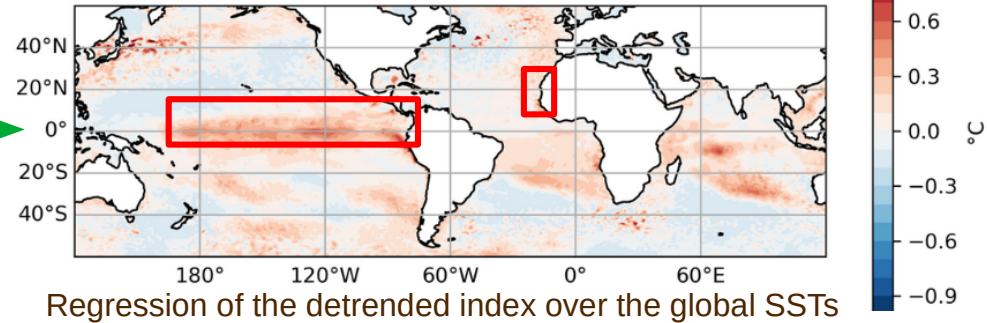 40°N
20°N
0°
20°S
40°S
180° 120°W 60°W 0° 60°E
0.6
0.3
0.0
−0.3
−0.6
−0.9
°C
Regression of the detrended index over the global SSTs